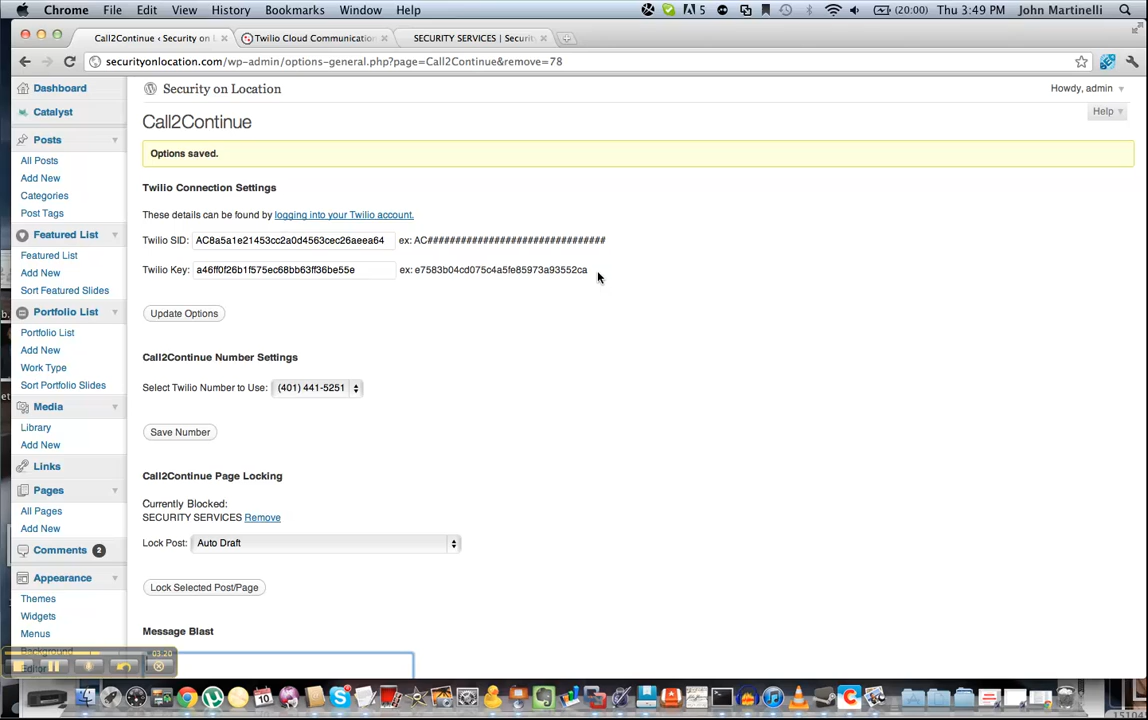 Chrome File Edit View History Bookmarks Window Help 5 (20:00) Thu 3:49 PM John Martinelli
Call2Continue ‹ Security on L Twilio Cloud Communication SECURITY SERVICES | Securit
securityonlocation.com/wp-admin/options-general.php?page=Call2Continue&remove=78
Dashboard
Catalyst
Posts
All Posts
Add New
Categories
Post Tags
Featured List
Featured List
Add New
Sort Featured Slides
Portfolio List
Portfolio List
Add New
Work Type
Sort Portfolio Slides
Media
Library
Add New
Links
Pages
All Pages
Add New
Comments 2
Appearance
Themes
Widgets
Menus
Background
Editor
03:20
Security on Location
Howdy, admin
Help
Call2Continue
Options saved.
Twilio Connection Settings
These details can be found by logging into your Twilio account.
Twilio SID: AC8a5a1e21453cc2a0d4563cec26aeea64 ex: AC################################
Twilio Key: a46ff0f26b1f575ec68bb63ff36be55e ex: e7583b04cd075c4a5fe85973a93552ca
Update Options
Call2Continue Number Settings
Select Twilio Number to Use: (401) 441-5251
Save Number
Call2Continue Page Locking
Currently Blocked:
SECURITY SERVICES Remove
Lock Post: Auto Draft
Lock Selected Post/Page
Message Blast